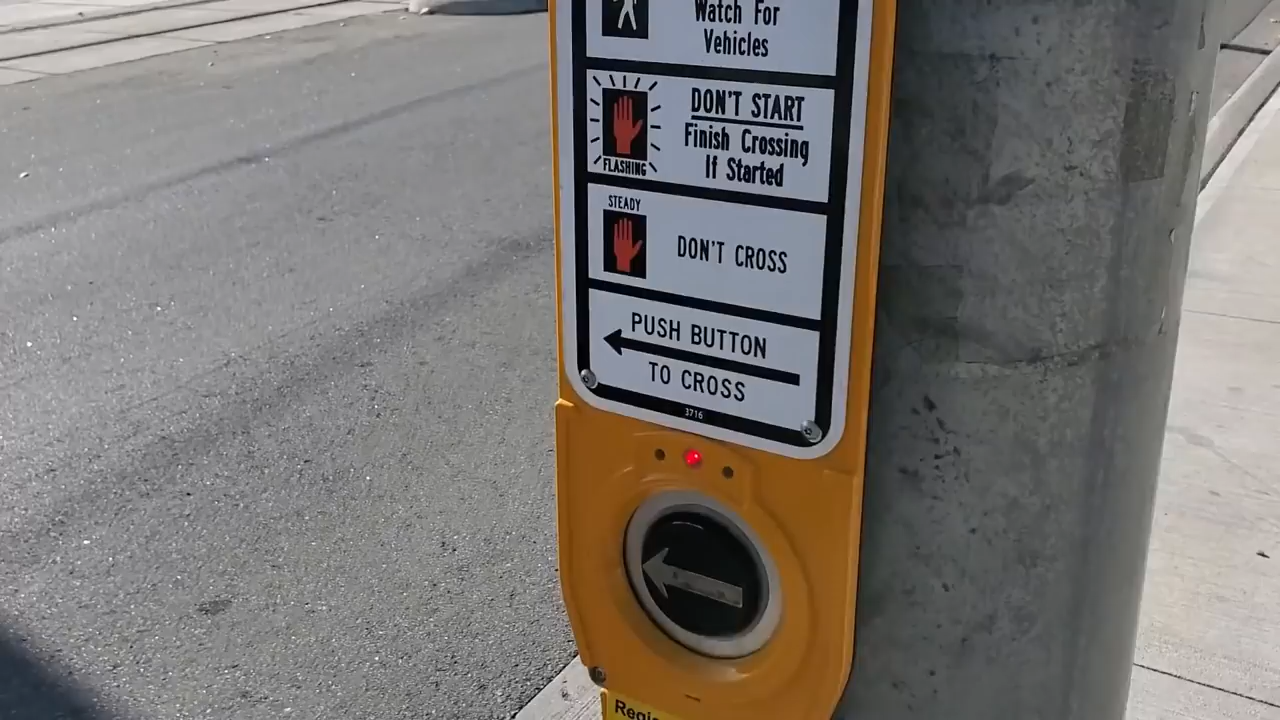 Watch For
Vehicles
DON'T START
Finish Crossing
If Started
FLASHING
STEADY
DON'T CROSS
PUSH BUTTON
TO CROSS
3716